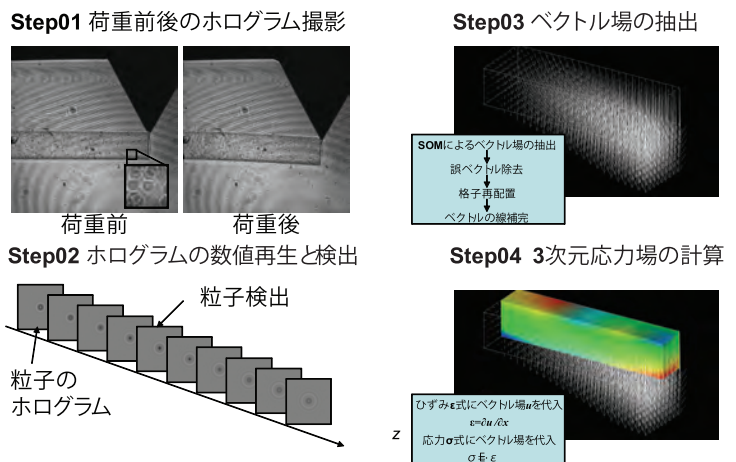 Step01 荷重前後のホログラム撮影
荷重前
荷重後
Step02 ホログラムの数値再生と検出
粒子検出
粒子の
ホログラム
Step03 ベクトル場の抽出
SOMによるベクトル場の抽出
誤ベクトル除去
格子再配置
ベクトルの線補完
Step04 3次元応力場の計算
ひずみε式にベクトル場uを代入
ε=∂u/∂x
応力σ式にベクトル場を代入
z